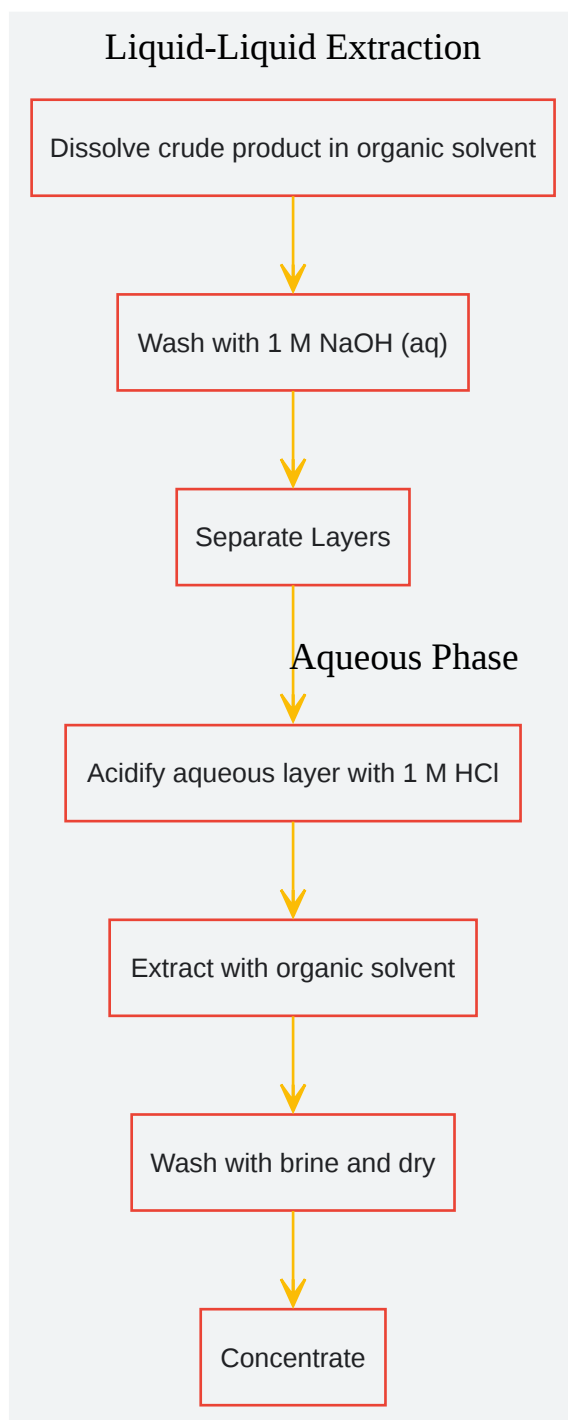 Liquid-Liquid Extraction
Dissolve crude product in organic solvent
Wash with 1 M NaOH (aq)
Separate Layers
Aqueous Phase
Acidify aqueous layer with 1 M HCl
Extract with organic solvent
Wash with brine and dry
Concentrate